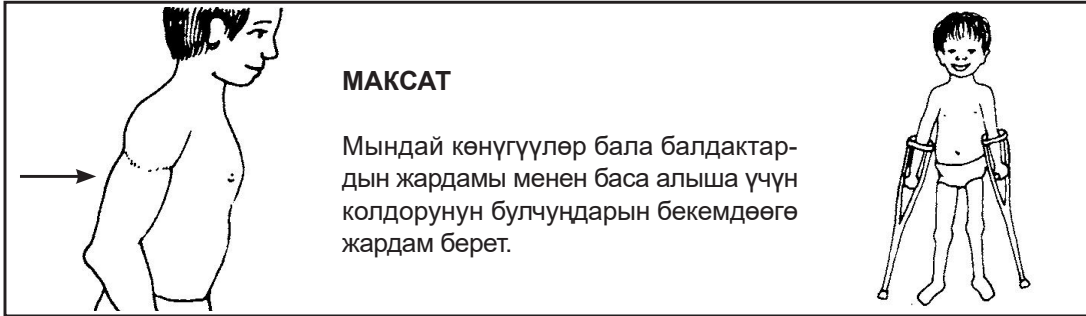 МАКСАТ
Мындай көнүгүүлөр бала балдактар-
дын жардамы менен баса алыша үчүн
колдорунун булчуңдарын бекемдөөгө
жардам берет.